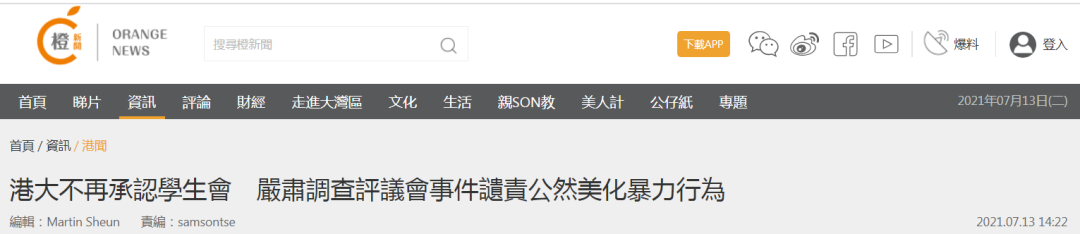 橙 新聞
ORANGE NEWS
搜尋橙新聞
下載APP
爆料
登入
首頁 睇片 資訊 評論 財經 走進大灣區 文化 生活 親SON教 美人計 公仔紙 專題
2021年07月13日(二)
首頁 / 資訊 / 港聞
港大不再承認學生會 嚴肅調查評議會事件譴責公然美化暴力行為
編輯：Martin Sheun 責編：samsontse
2021.07.13 14:22